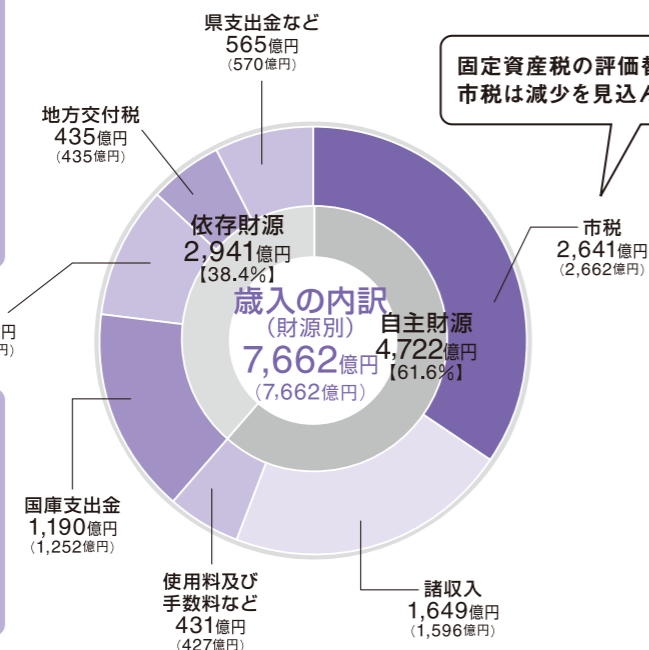 県支出金など
565億円
(570億円)
固定資産税の評価
市税は減少を見込
地方交付税
435億円
(435億円)
依存財源
2,941億円
【38.4%】
市税
2,641億円
(2,662億円)
歳入の内訳
(財源別)
7,662億円
(7,662億円)
自主財源
4,722億円
【61.6%】
円
円)
国庫支出金
1,190億円
(1,252億円)
使用料及び
手数料など
431億円
(427億円)
諸収入
1,649億円
(1,596億円)